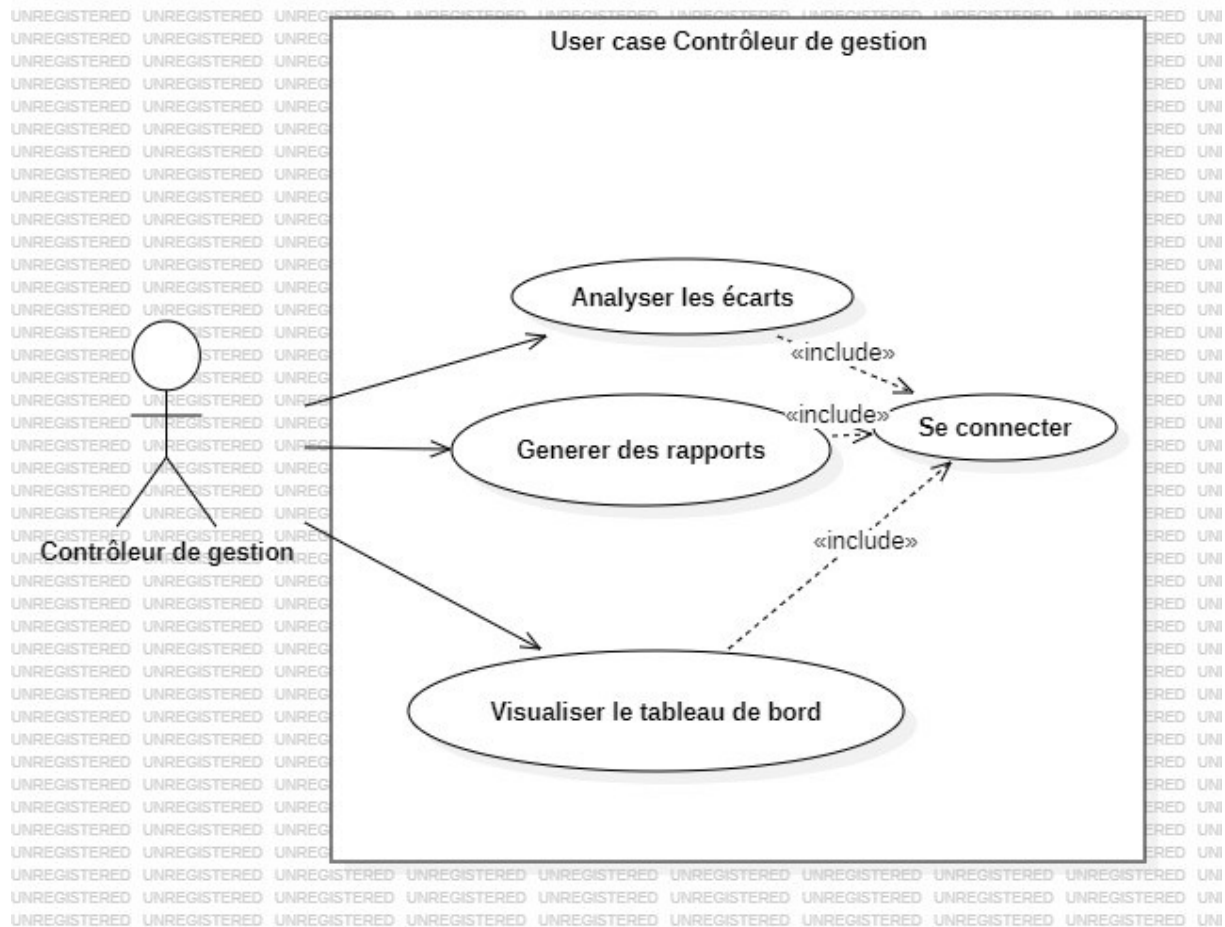 User case Contrôleur de gestion
Analyser les écarts
«include»
«include»
Se connecter
Generer des rapports
«include»
Contrôleur de gestion
Visualiser le tableau de bord
UNREGISTERED